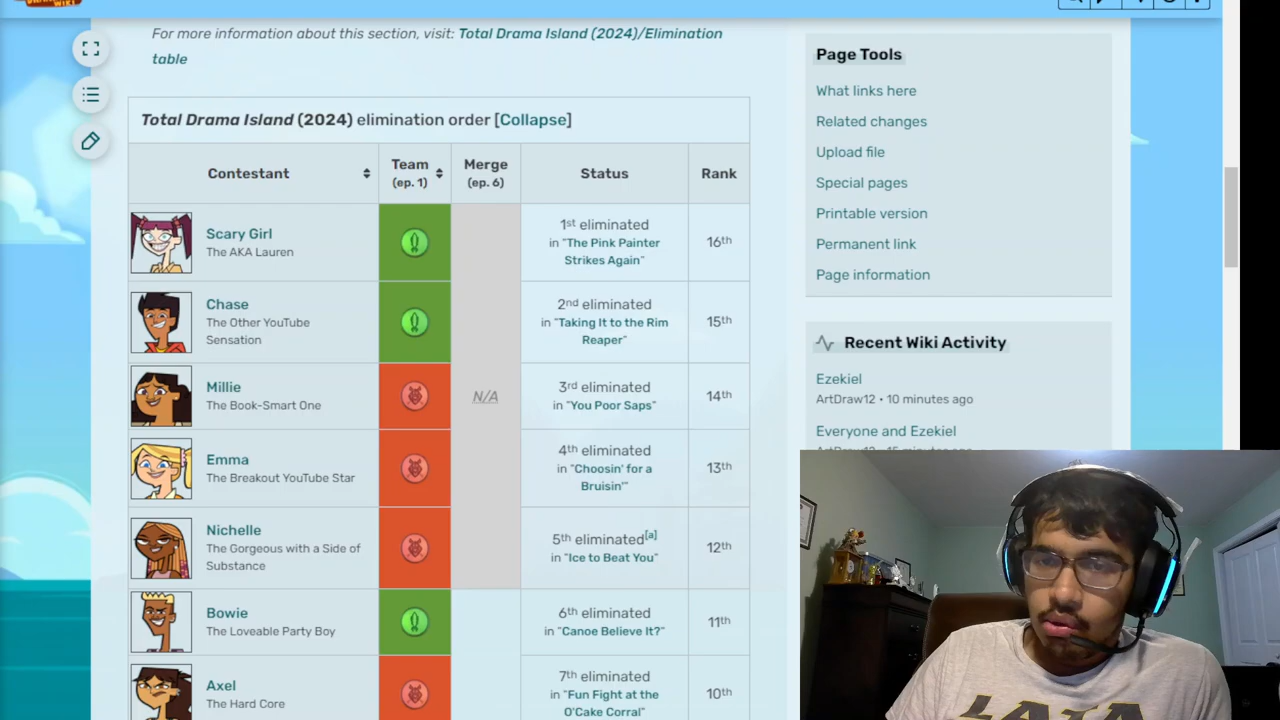 WIKI
For more information about this section, visit: Total Drama Island (2024)/Elimination
table
Total Drama Island (2024) elimination order [Collapse]
Contestant
Team
(ep. 1)
Merge
(ep. 6)
Status
Rank
Scary Girl
The AKA Lauren
1st eliminated
in "The Pink Painter
Strikes Again"
16th
Chase
The Other YouTube
Sensation
2nd eliminated
in "Taking It to the Rim
Reaper"
15th
Millie
The Book-Smart One
N/A
3rd eliminated
in "You Poor Saps"
14th
Emma
The Breakout YouTube Star
4th eliminated
in "Choosin' for a
Bruisin'"
13th
Nichelle
The Gorgeous with a Side of
Substance
5th eliminated[a]
in "Ice to Beat You"
12th
Bowie
The Loveable Party Boy
6th eliminated
in "Canoe Believe It?"
11th
Axel
The Hard Core
7th eliminated
in "Fun Fight at the
O'Cake Corral"
10th
Page Tools
What links here
Related changes
Upload file
Special pages
Printable version
Permanent link
Page information
Recent Wiki Activity
Ezekiel
ArtDraw12 • 10 minutes ago
Everyone and Ezekiel